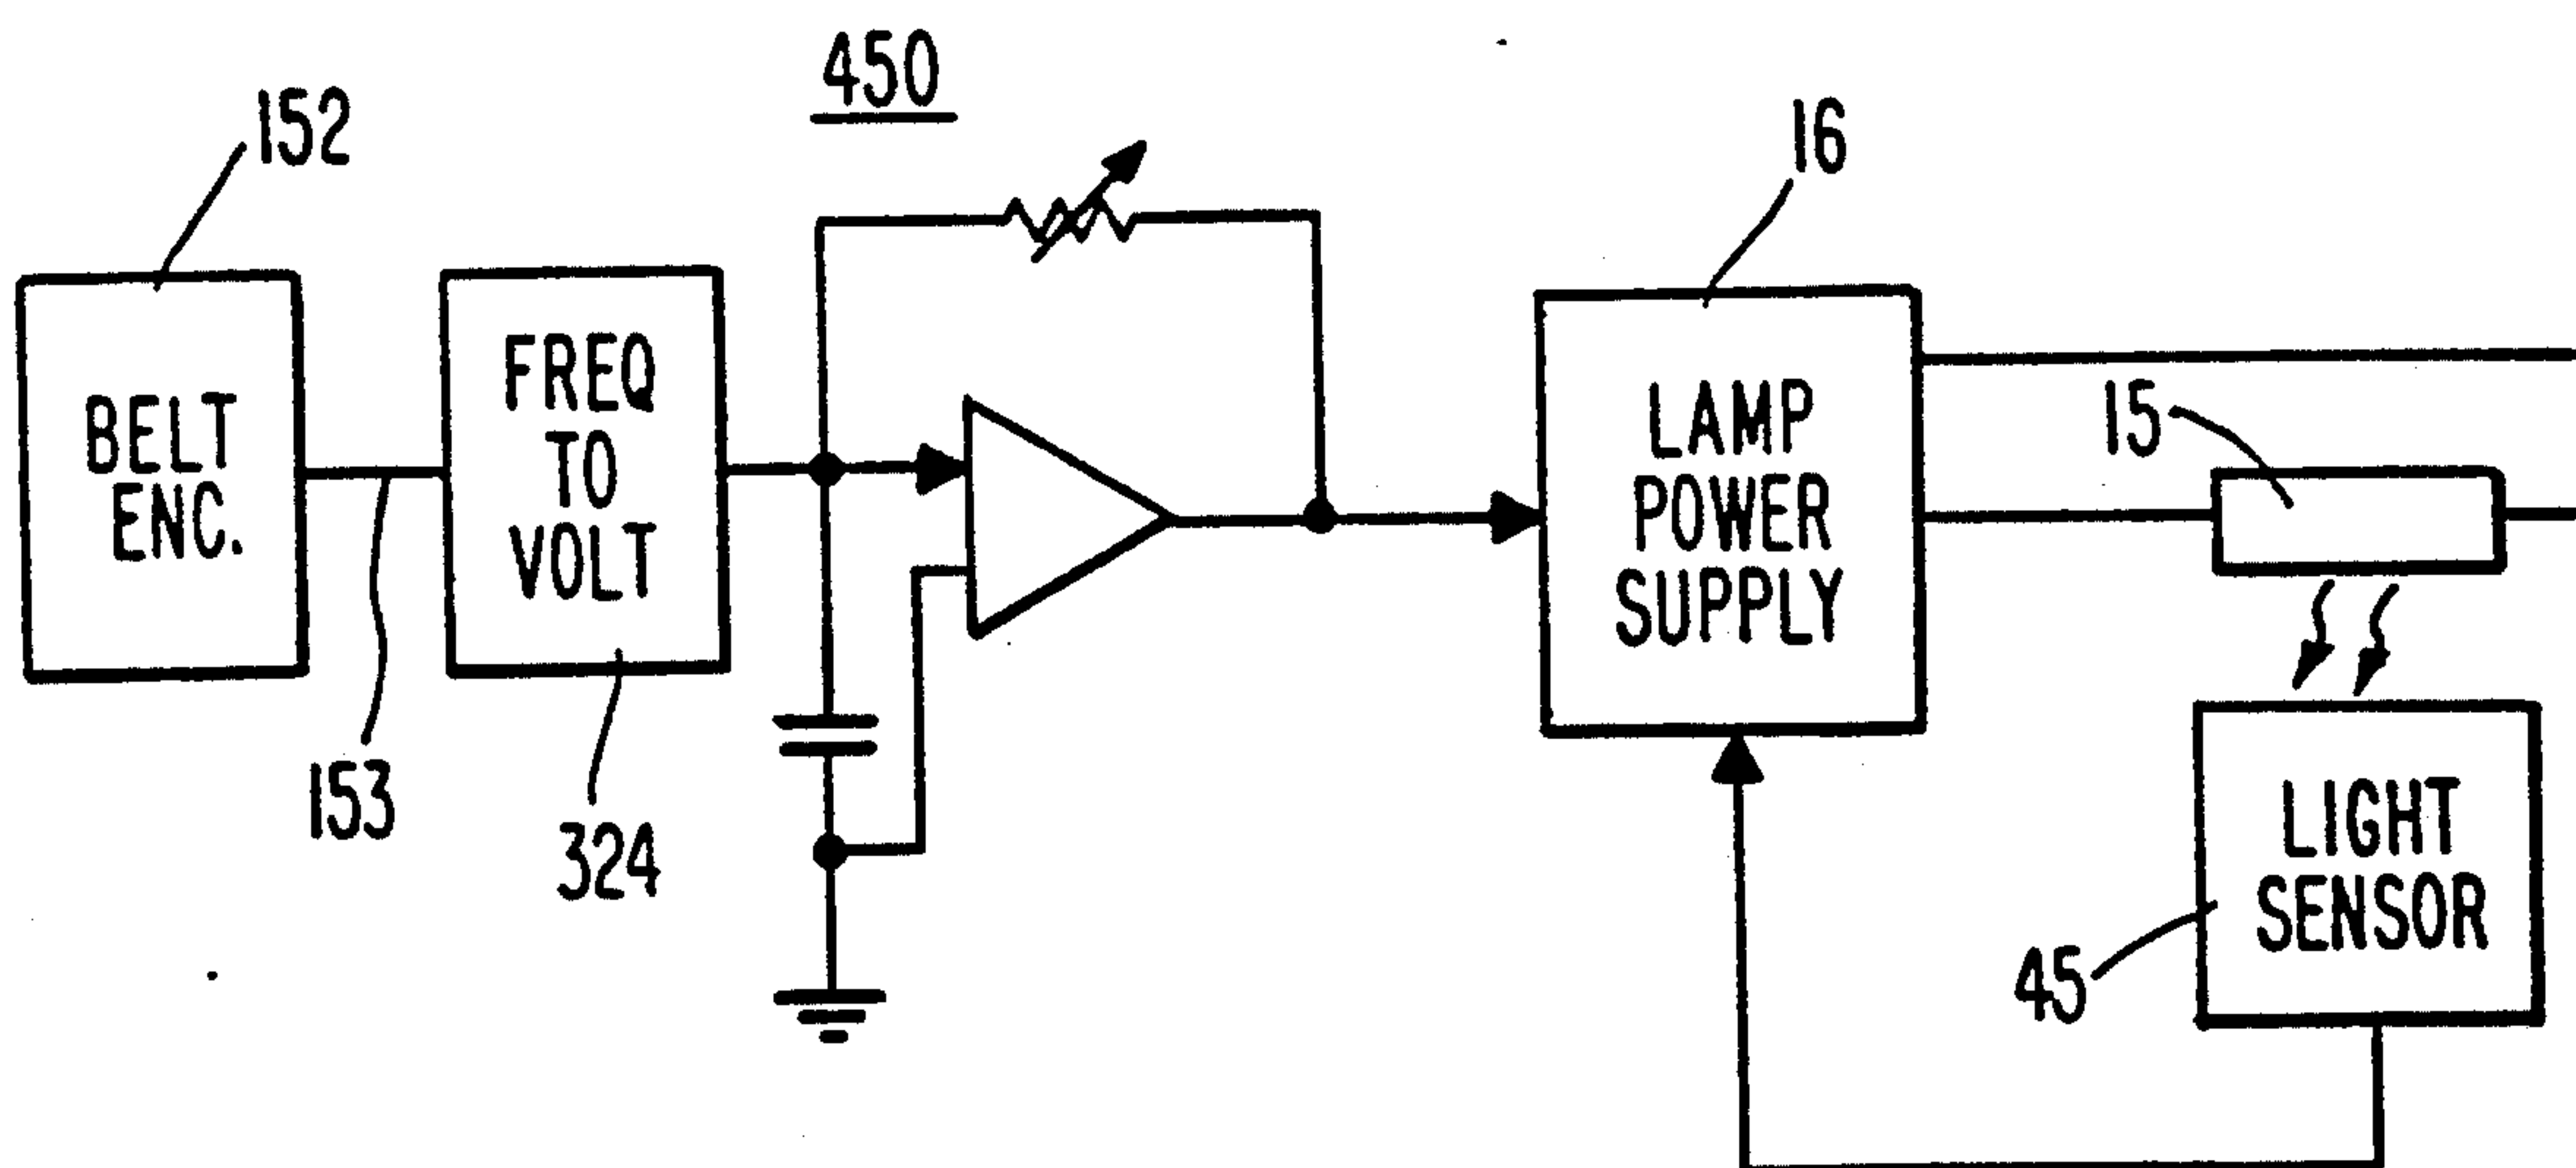 450
152
16
BELT
ENC.
FREQ
TO
VOLT
LAMP
POWER
SUPPLY
15
153
324
LIGHT
SENSOR
45